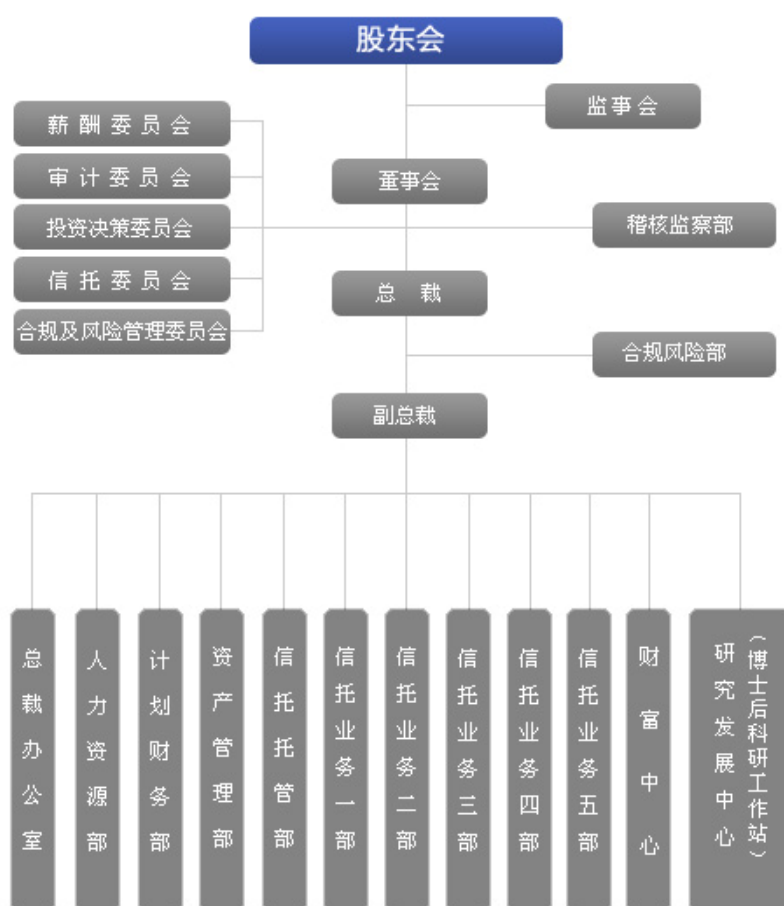 股东会
监事会
薪酬委员会
董事会
审计委员会
投资决策委员会
稽核监察部
信托委员会
总 裁
合规及风险管理委员会
合规风险部
副总裁
总裁办公室
人力资源部
计划财务部
资产管理部
信托托管部
信托业务一部
信托业务二部
信托业务三部
信托业务四部
信托业务五部
财富中心
研究发展中心
(博士后科研工作站)